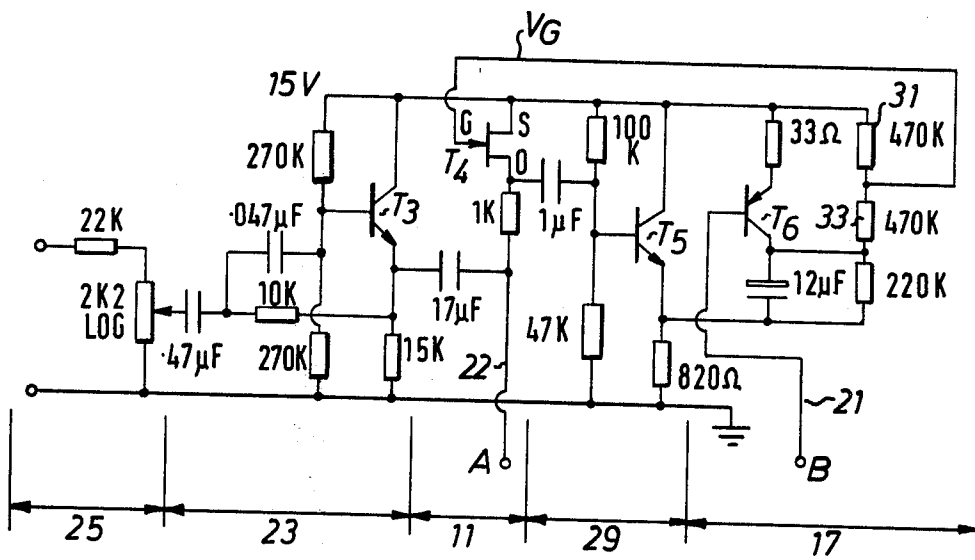 VG
15V
31
G
S
100
K
33Ω
470K
270K
T4
O
·047µF
T3
1K
1µF
T5
T6
33
470K
22K
2K2
LOG
10K
17µF
12µF
220K
·47µF
270K
15K
22
47K
820Ω
21
A
B
25
23
11
29
17